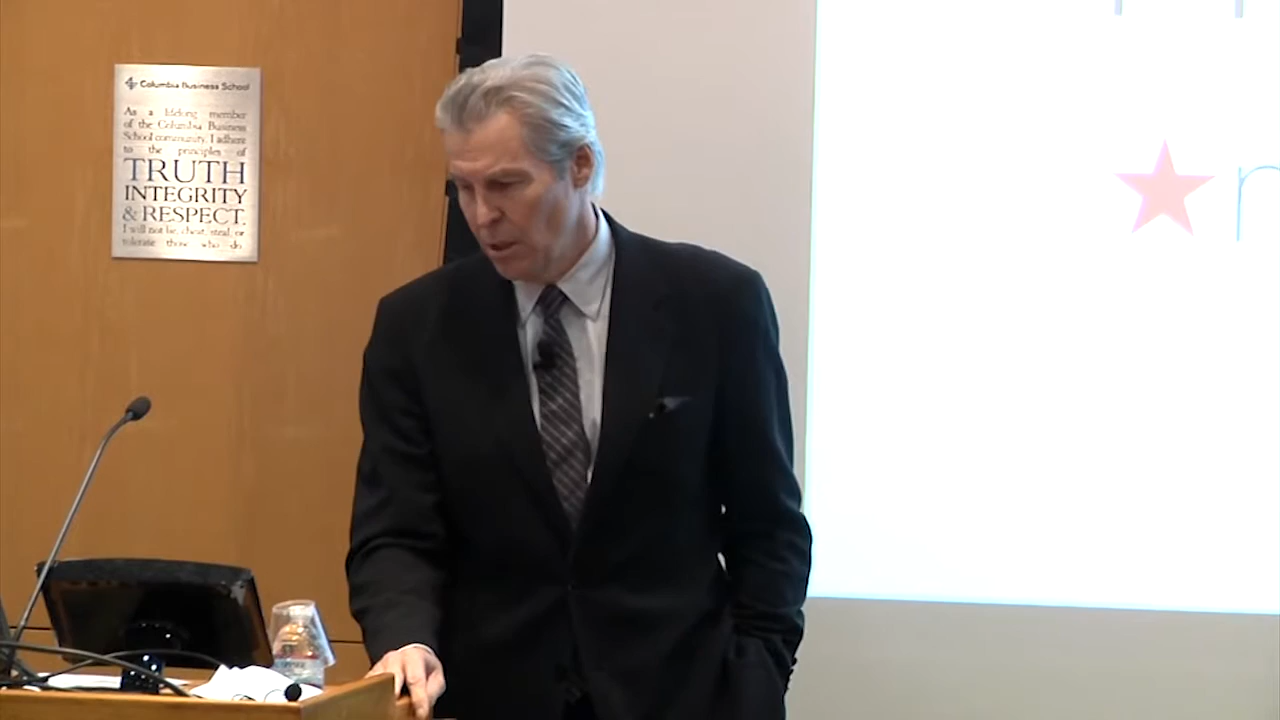 Columbia Business School
As a lifelong member
of the Columbia Business
School community, I adhere
to the principles of
TRUTH
INTEGRITY
& RESPECT.
I will not lie, cheat, steal, or
tolerate those who do